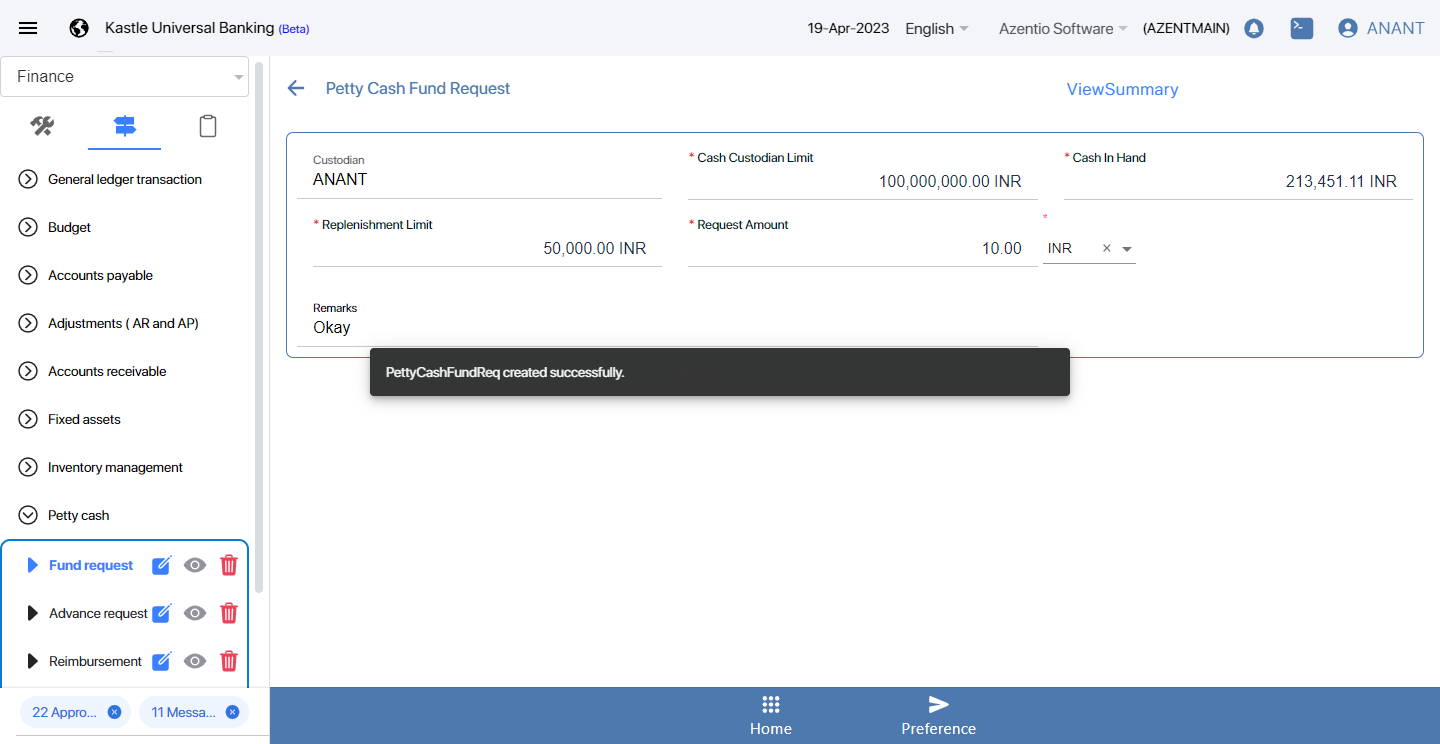 Kastle Universal Banking (Beta)
19-Apr-2023 English Azentio Software (AZENTMAIN) ANANT
Finance
General ledger transaction
Budget
Accounts payable
Adjustments ( AR and AP)
Accounts receivable
Fixed assets
Inventory management
Petty cash
Fund request
Advance request
Reimbursement
22 Appro... 11 Messa...
Petty Cash Fund Request
ViewSummary
Custodian
ANANT
* Cash Custodian Limit
100,000,000.00 INR
* Cash In Hand
213,451.11 INR
* Replenishment Limit
50,000.00 INR
* Request Amount
10.00
*
INR ×
Remarks
Okay
PettyCashFundReq created successfully.
Home
Preference